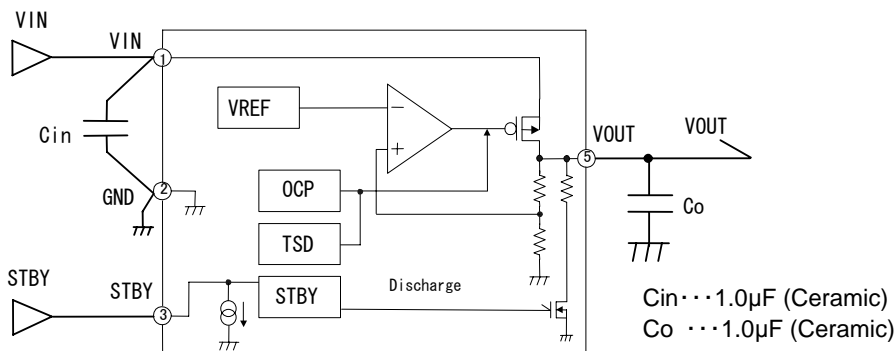 VIN
VIN
1
VREF
−
+
Cin
VOUT
VOUT
5
GND
2
OCP
Co
TSD
STBY
STBY
3
STBY
Discharge
Cin･･･1.0µF (Ceramic)
Co ･･･1.0µF (Ceramic)